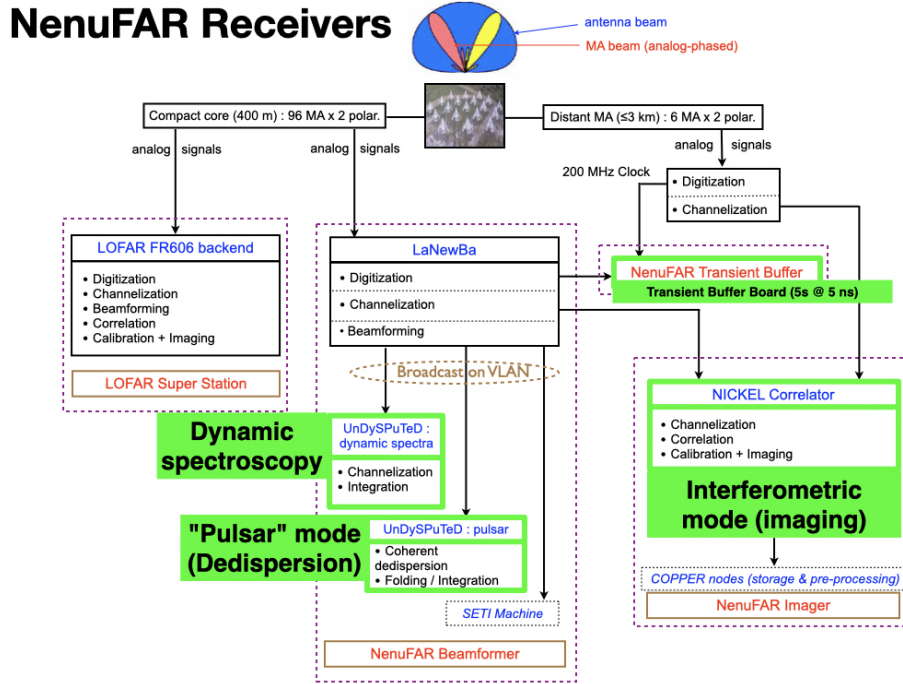 NenuFAR Receivers
antenna beam
MA beam (analog-phased)
Compact core (400 m) : 96 MA x 2 polar.
Distant MA (≤3 km) : 6 MA x 2 polar.
analog signals
analog signals
analog signals
200 MHz Clock
• Digitization
• Channelization
LOFAR FR606 backend
• Digitization
• Channelization
• Beamforming
• Correlation
• Calibration + Imaging
LOFAR Super Station
LaNewBa
• Digitization
• Channelization
• Beamforming
NenuFAR Transient Buffer
Transient Buffer Board (5s @ 5 ns)
Broadcast on VLAN
Dynamic
spectroscopy
UnDySPuTeD :
dynamic spectra
• Channelization
• Integration
"Pulsar" mode
(Dedispersion)
UnDySPuTeD : pulsar
• Coherent
dedispersion
• Folding / Integration
SETI Machine
NenuFAR Beamformer
NICKEL Correlator
• Channelization
• Correlation
• Calibration + Imaging
Interferometric
mode (imaging)
COPPER nodes (storage & pre-processing)
NenuFAR Imager